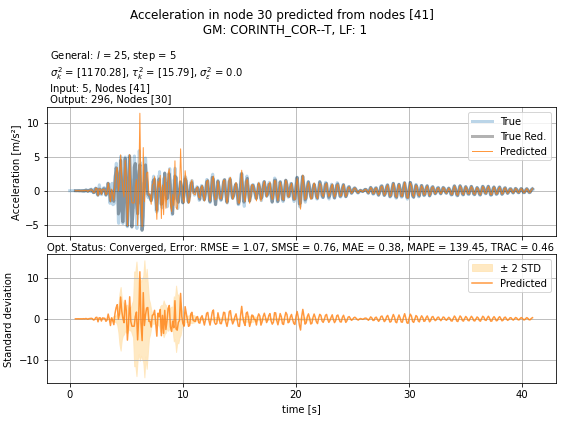 Acceleration in node 30 predicted from nodes [41]
GM: CORINTH_COR--T, LF: 1
General: l = 25, step = 5
σ²ₖ = [1170.28], τ²ₖ = [15.79], σ²ε = 0.0
Input: 5, Nodes [41]
Output: 296, Nodes [30]
Acceleration [m/s²]
10
5
0
−5
True
True Red.
Predicted
Opt. Status: Converged, Error: RMSE = 1.07, SMSE = 0.76, MAE = 0.38, MAPE = 139.45, TRAC = 0.46
Standard deviation
10
0
−10
± 2 STD
Predicted
0 10 20 30 40
time [s]